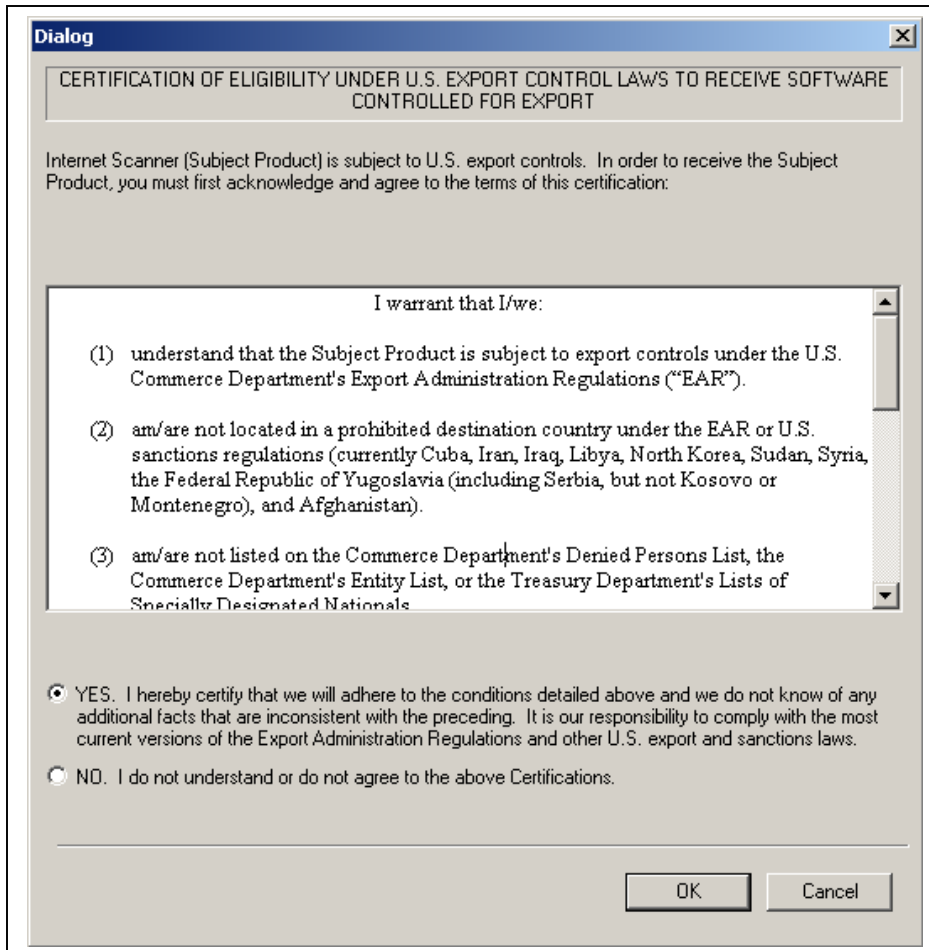 Dialog
CERTIFICATION OF ELIGIBILITY UNDER U.S. EXPORT CONTROL LAWS TO RECEIVE SOFTWARE
CONTROLLED FOR EXPORT
Internet Scanner (Subject Product) is subject to U.S. export controls.  In order to receive the Subject
Product, you must first acknowledge and agree to the terms of this certification:
I warrant that I/we:
(1) understand that the Subject Product is subject to export controls under the U.S.
Commerce Department's Export Administration Regulations (“EAR”).
(2) am/are not located in a prohibited destination country under the EAR or U.S.
sanctions regulations (currently Cuba, Iran, Iraq, Libya, North Korea, Sudan, Syria,
the Federal Republic of Yugoslavia (including Serbia, but not Kosovo or
Montenegro), and Afghanistan).
(3) am/are not listed on the Commerce Department's Denied Persons List, the
Commerce Department's Entity List, or the Treasury Department's Lists of
Specially Designated Nationals.
YES.  I hereby certify that we will adhere to the conditions detailed above and we do not know of any
additional facts that are inconsistent with the preceding.  It is our responsibility to comply with the most
current versions of the Export Administration Regulations and other U.S. export and sanctions laws.
NO.  I do not understand or do not agree to the above Certifications.
OK
Cancel